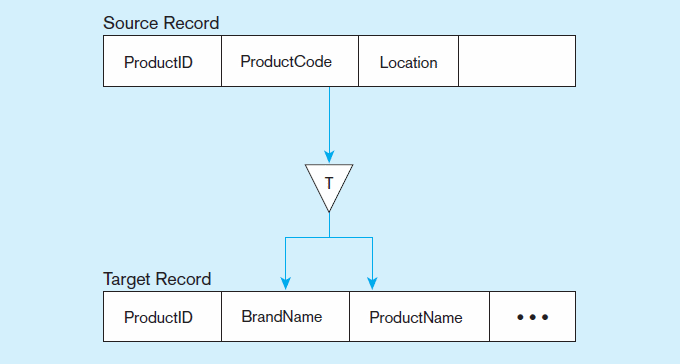 Source Record
ProductID ProductCode Location
T
Target Record
ProductID BrandName ProductName •••